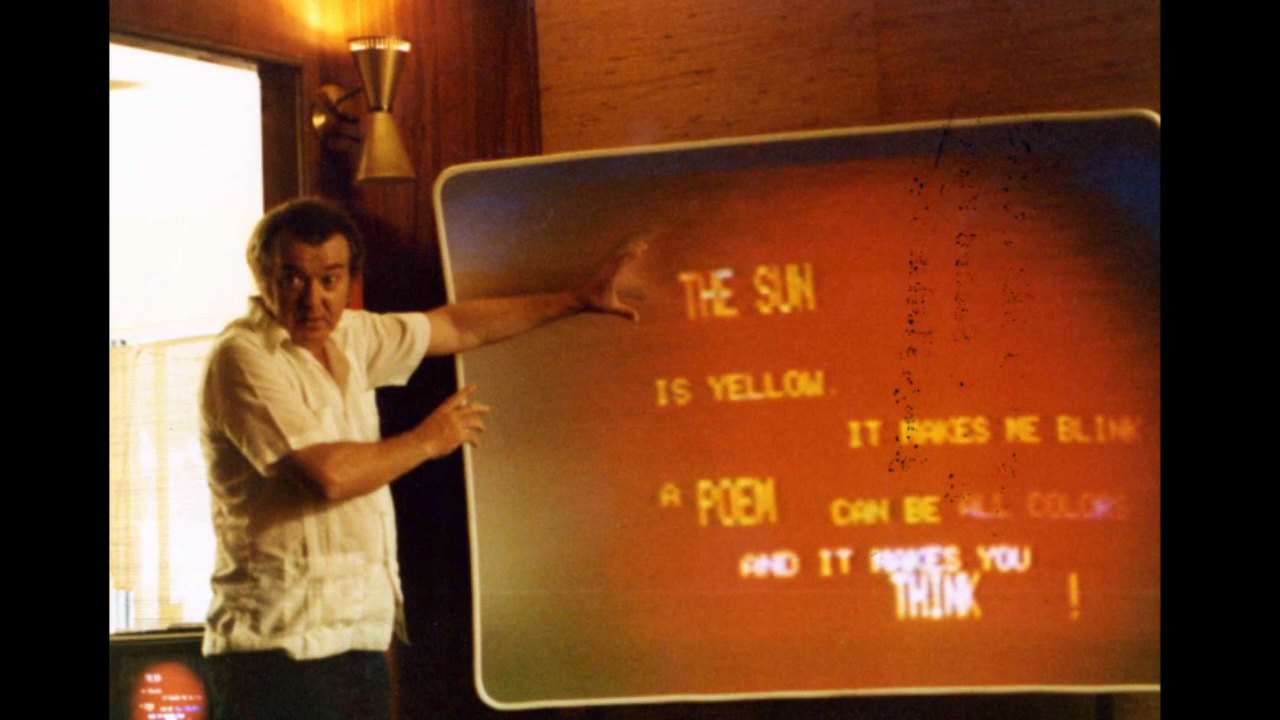 THE SUN
IS YELLOW.
IT MAKES ME BLINK
A POEM CAN BE ALL COLORS
AND IT MAKES YOU
THINK !